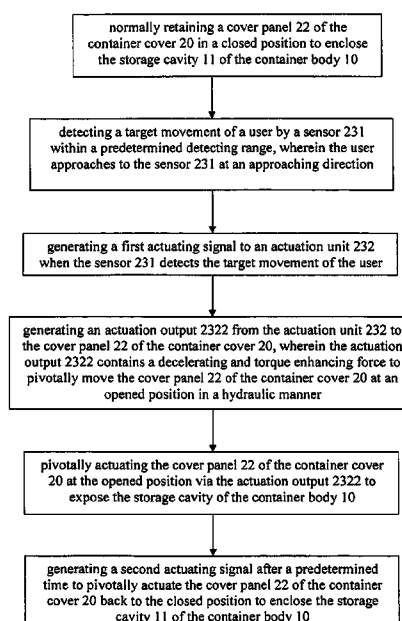 normally retaining a cover panel 22 of the
container cover 20 in a closed position to enclose
the storage cavity 11 of the container body 10
detecting a target movement of a user by a sensor 231
within a predetermined detecting range, wherein the user
approaches to the sensor 231 at an approaching direction
generating a first actuating signal to an actuation unit 232
when the sensor 231 detects the target movement of the user
generating an actuation output 2322 from the actuation unit 232 to
the cover panel 22 of the container cover 20, wherein the actuation
output 2322 contains a decelerating and torque enhancing force to
pivotally move the cover panel 22 of the container cover 20 at an
opened position in a hydraulic manner
pivotally actuating the cover panel 22 of the container cover
20 at the opened position via the actuation output 2322 to
expose the storage cavity of the container body 10
generating a second actuating signal after a predetermined
time to pivotally actuate the cover panel 22 of the container
cover 20 back to the closed position to enclose the storage
cavity 11 of the container body 10